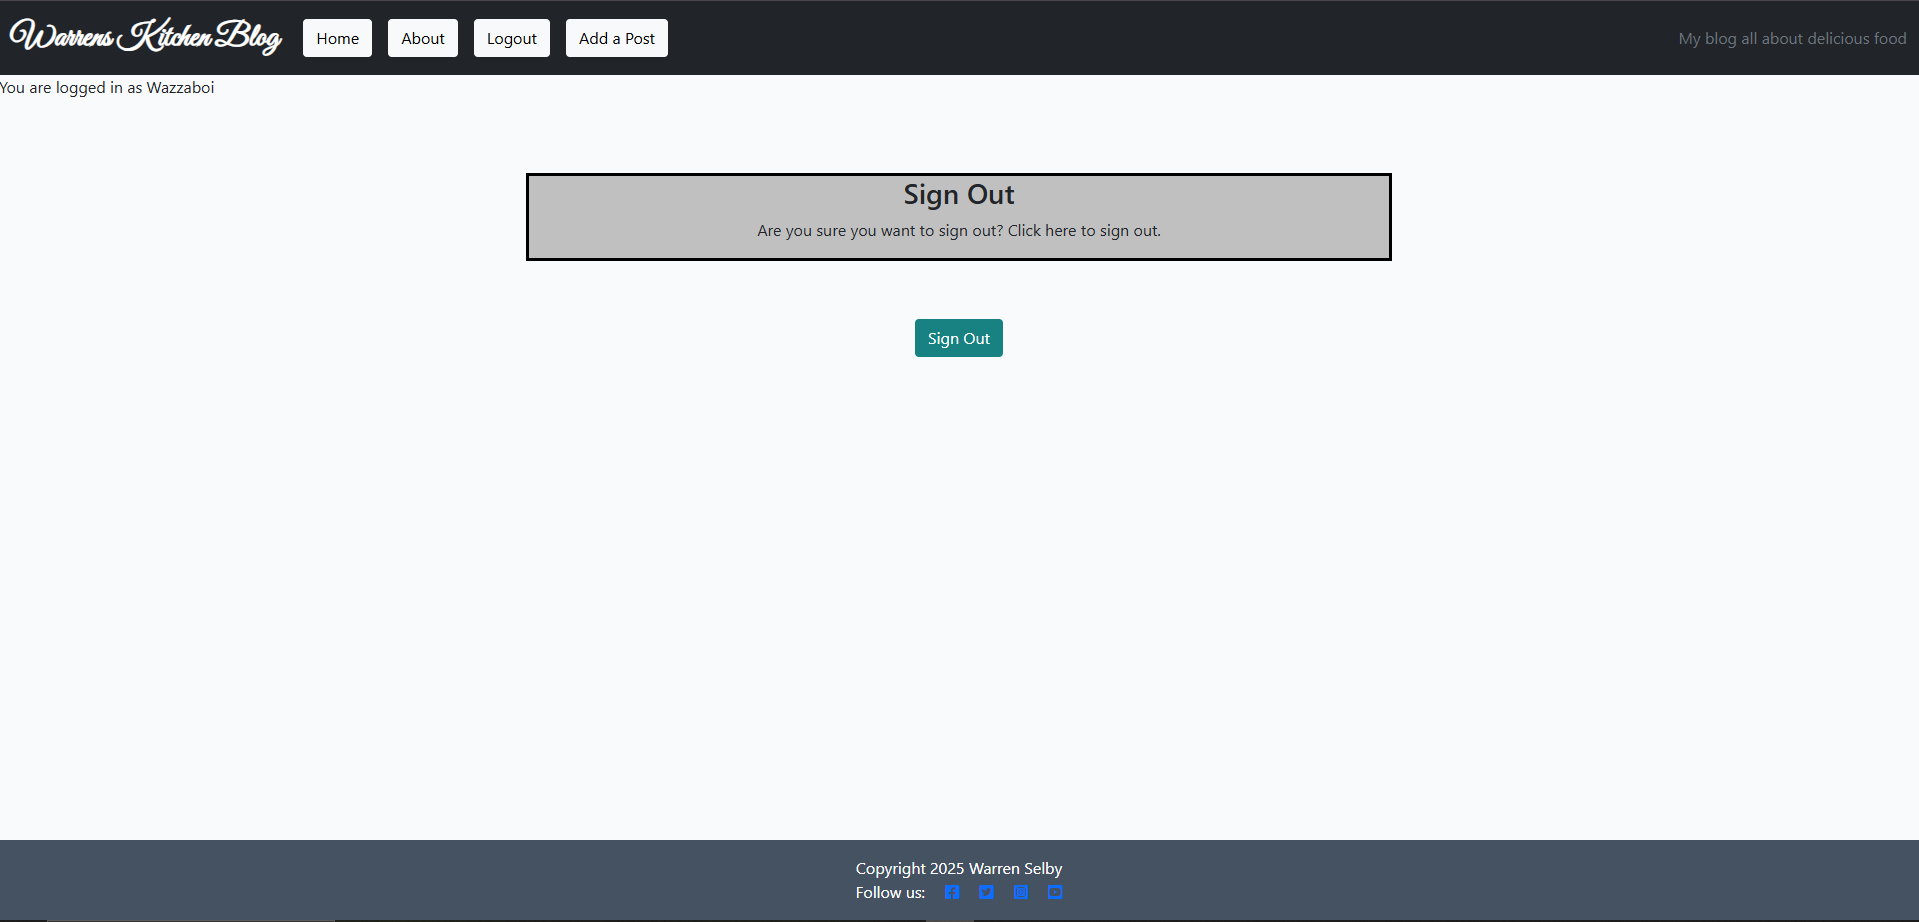 Warrens Kitchen Blog
Home
About
Logout
Add a Post
My blog all about delicious food
You are logged in as Wazzaboi
Sign Out
Are you sure you want to sign out? Click here to sign out.
Sign Out
Copyright 2025 Warren Selby
Follow us: